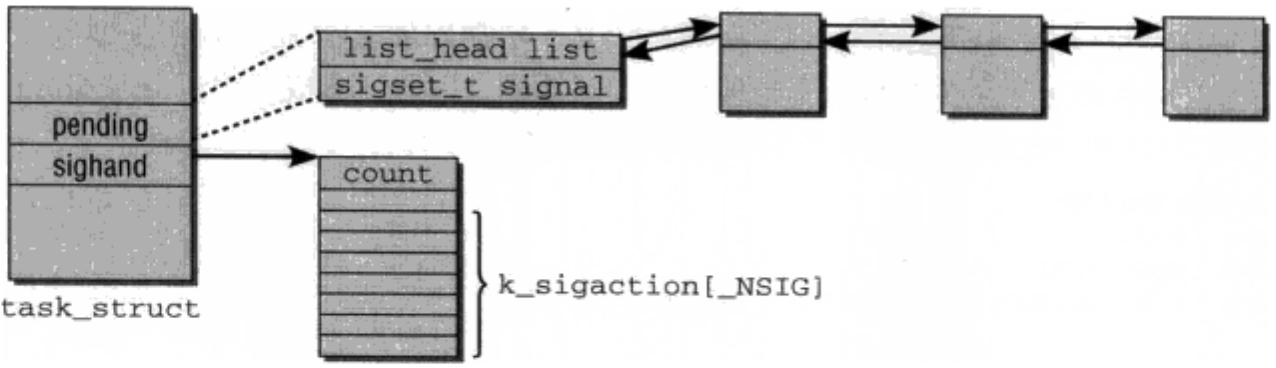 list_head list
sigset_t signal
pending
sighand
count
k_sigaction[_NSIG]
task_struct